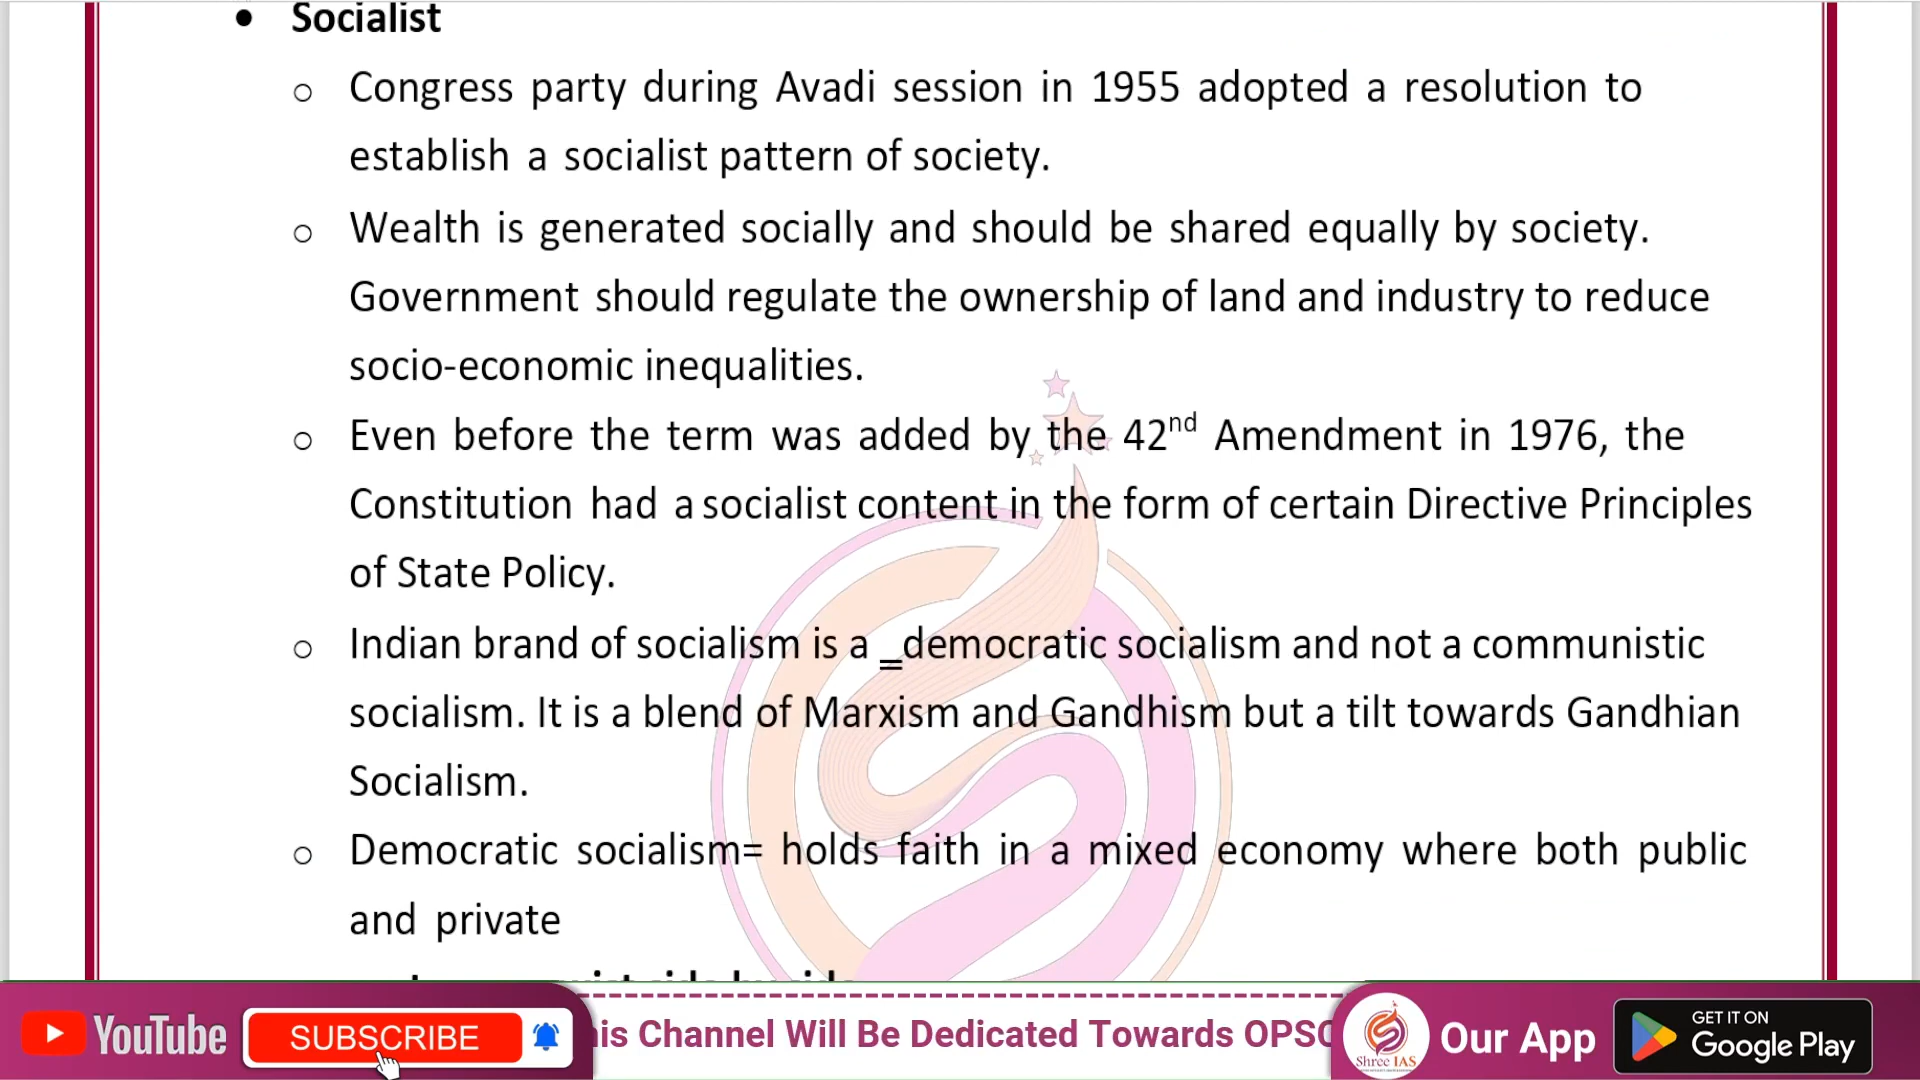 • Socialist
o Congress party during Avadi session in 1955 adopted a resolution to
establish a socialist pattern of society.
o Wealth is generated socially and should be shared equally by society.
Government should regulate the ownership of land and industry to reduce
socio-economic inequalities.
o Even before the term was added by the 42nd Amendment in 1976, the
Constitution had a socialist content in the form of certain Directive Principles
of State Policy.
o Indian brand of socialism is a ‗democratic socialism and not a communistic
socialism. It is a blend of Marxism and Gandhism but a tilt towards Gandhian
Socialism.
o Democratic socialism= holds faith in a mixed economy where both public
and private
side by side
YouTube SUBSCRIBE his Channel Will Be Dedicated Towards OPSC Shree IAS Our App GET IT ON Google Play